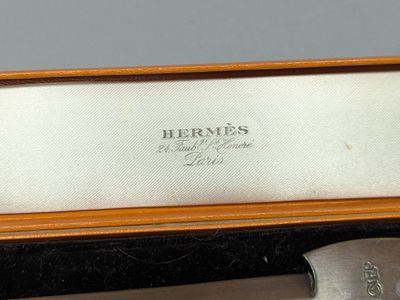 HERMÈS
24, Faubg. St. Honoré
Paris